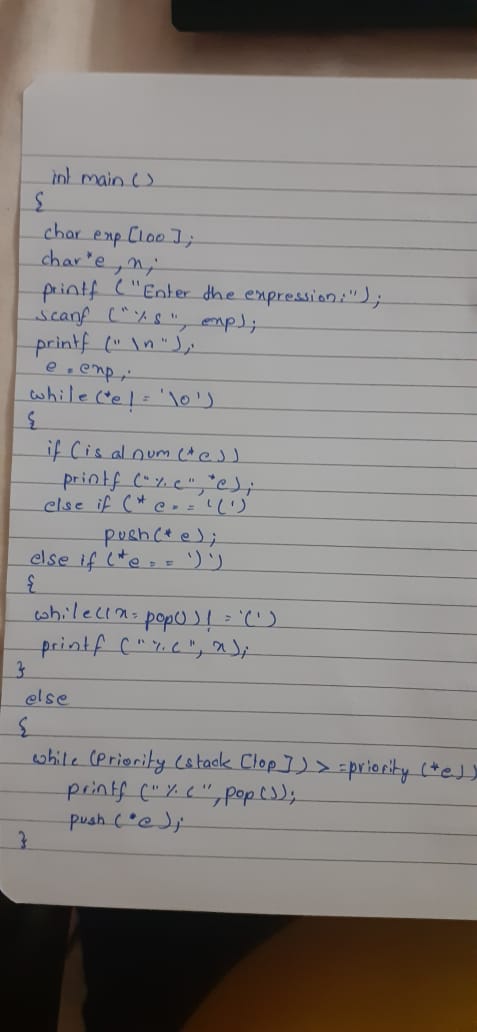 int main ()
{
char exp [100];
char *e, x;
printf ("Enter the expression:");
scanf ("%s", exp);
printf ("\n");
e = exp;
while (*e != '\0')
{
if (isalnum (*e))
printf ("%c", *e);
else if (*e == '(')
push (*e);
else if (*e == ')')
{
while ((x = pop()) != '(')
printf ("%c", x);
}
else
{
while (priority (stack [top]) >= priority (*e))
printf ("%c", pop ());
push (*e);
}